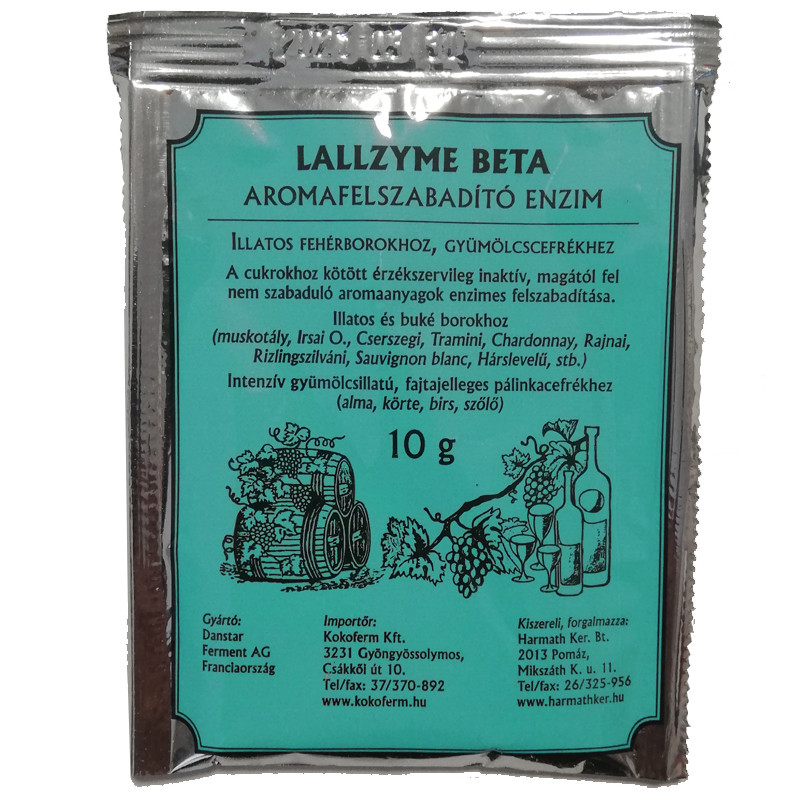 LALLZYME BETA
AROMAFELSZABADÍTÓ ENZIM
ILLATOS FEHÉRBOROKHOZ, GYÜMÖLCSCEFRÉKHEZ
A cukrokhoz kötött érzékszervileg inaktív, magától fel
nem szabaduló aromaanyagok enzimes felszabadítása.
Illatos és buké borokhoz
(muskotály, Irsai O., Cserszegi, Tramini, Chardonnay, Rajnai,
Rizlingszilváni, Sauvignon blanc, Hárslevelű, stb.)
Intenzív gyümölcsillatú, fajtajelleges pálinkacefrékhez
(alma, körte, birs, szőlő)
10 g
Gyártó:
Danstar
Ferment AG
Franciaország
Importőr:
Kokoferm Kft.
3231 Gyöngyössolymos,
Csákkői út 10.
Tel/fax: 37/370-892
www.kokoferm.hu
Kiszereli, forgalmazza:
Harmath Ker. Bt.
2013 Pomáz,
Mikszáth K. u. 11.
Tel/fax: 26/325-956
www.harmathker.hu